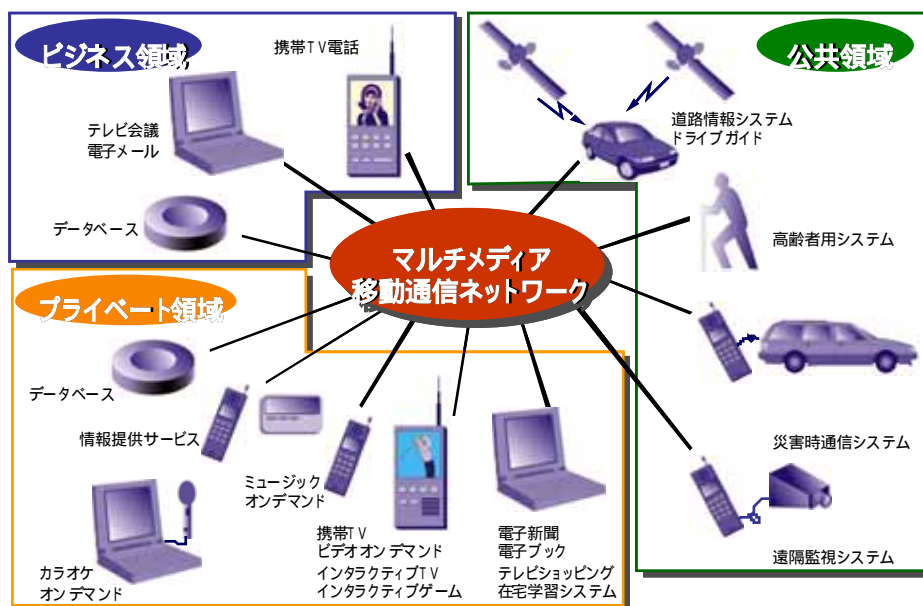 ビジネス領域
携帯TV電話
テレビ会議
電子メール
データベース
公共領域
道路情報システム
ドライブガイド
高齢者用システム
災害時通信システム
遠隔監視システム
マルチメディア
移動通信ネットワーク
プライベート領域
データベース
情報提供サービス
ミュージック
オンデマンド
カラオケ
オンデマンド
携帯TV
ビデオオンデマンド
インタラクティブTV
インタラクティブゲーム
電子新聞
電子ブック
テレビショッピング
在宅学習システム